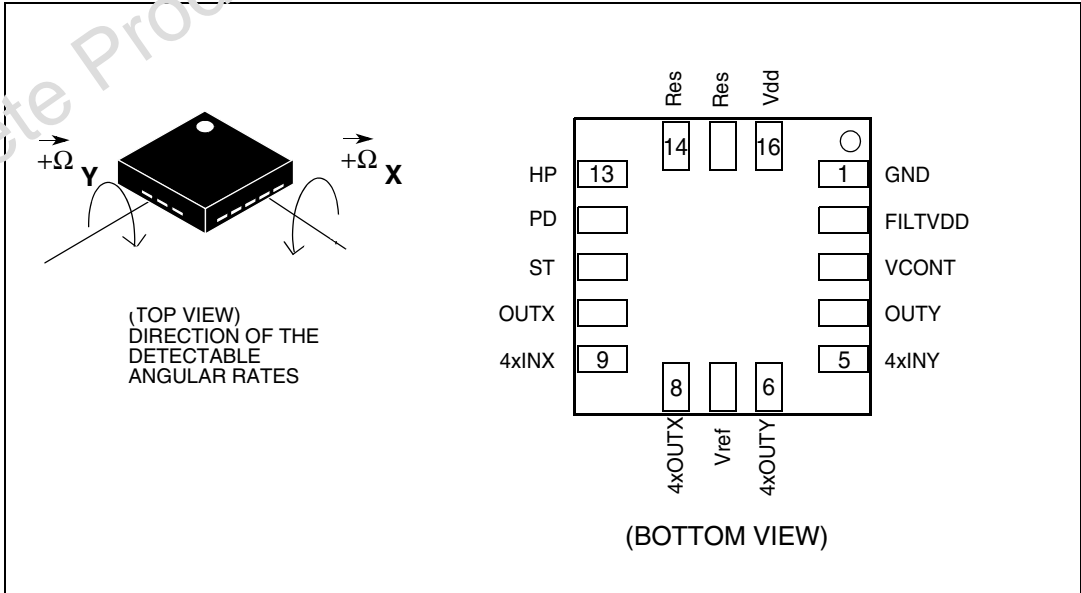 +Ω Y
+Ω X
(TOP VIEW)
DIRECTION OF THE
DETECTABLE
ANGULAR RATES
Res
Res
Vdd
14
16
HP 13
1 GND
PD
FILTVDD
ST
VCONT
OUTX
OUTY
4xINX 9
5 4xINY
8
6
4xOUTX
Vref
4xOUTY
(BOTTOM VIEW)